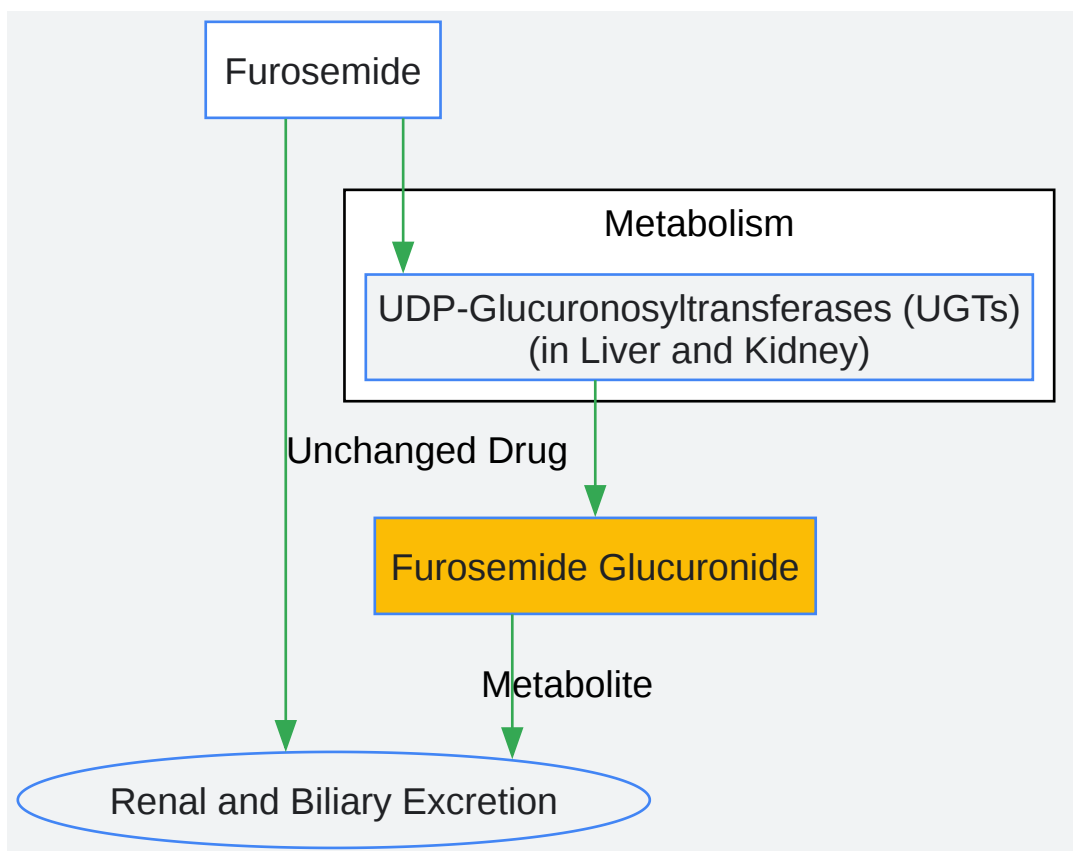 Furosemide
Metabolism
UDP-Glucuronosyltransferases (UGTs)
(in Liver and Kidney)
Unchanged Drug
Furosemide Glucuronide
Metabolite
Renal and Biliary Excretion